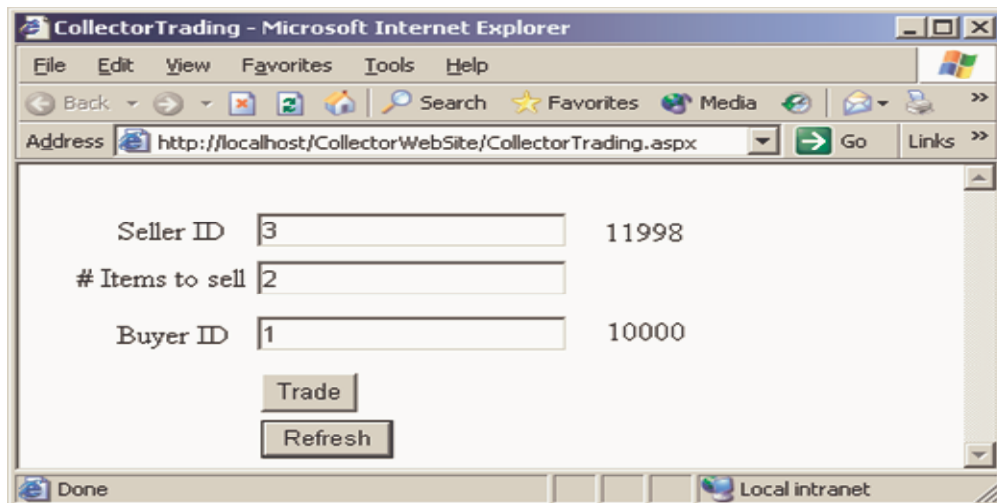 CollectorTrading - Microsoft Internet Explorer
File Edit View Favorites Tools Help
Back Search Favorites Media »
Address http://localhost/CollectorWebSite/CollectorTrading.aspx Go Links »
Seller ID 3 11998
# Items to sell 2
Buyer ID 1 10000
Trade
Refresh
Done Local intranet